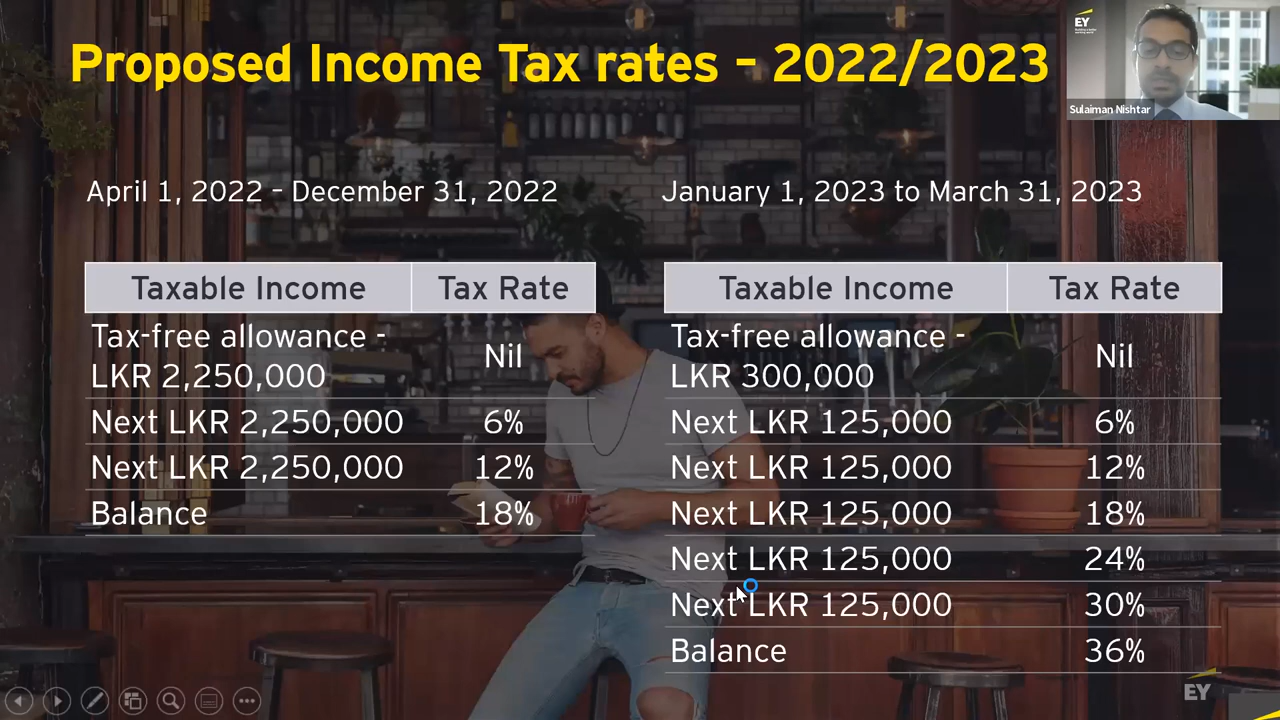 Proposed Income Tax rates – 2022/2023
EY
Sulaiman Nishtar
April 1, 2022 – December 31, 2022
Taxable Income Tax Rate
Tax-free allowance -
LKR 2,250,000 Nil
Next LKR 2,250,000 6%
Next LKR 2,250,000 12%
Balance 18%
January 1, 2023 to March 31, 2023
Taxable Income Tax Rate
Tax-free allowance -
LKR 300,000 Nil
Next LKR 125,000 6%
Next LKR 125,000 12%
Next LKR 125,000 18%
Next LKR 125,000 24%
Next LKR 125,000 30%
Balance 36%
EY